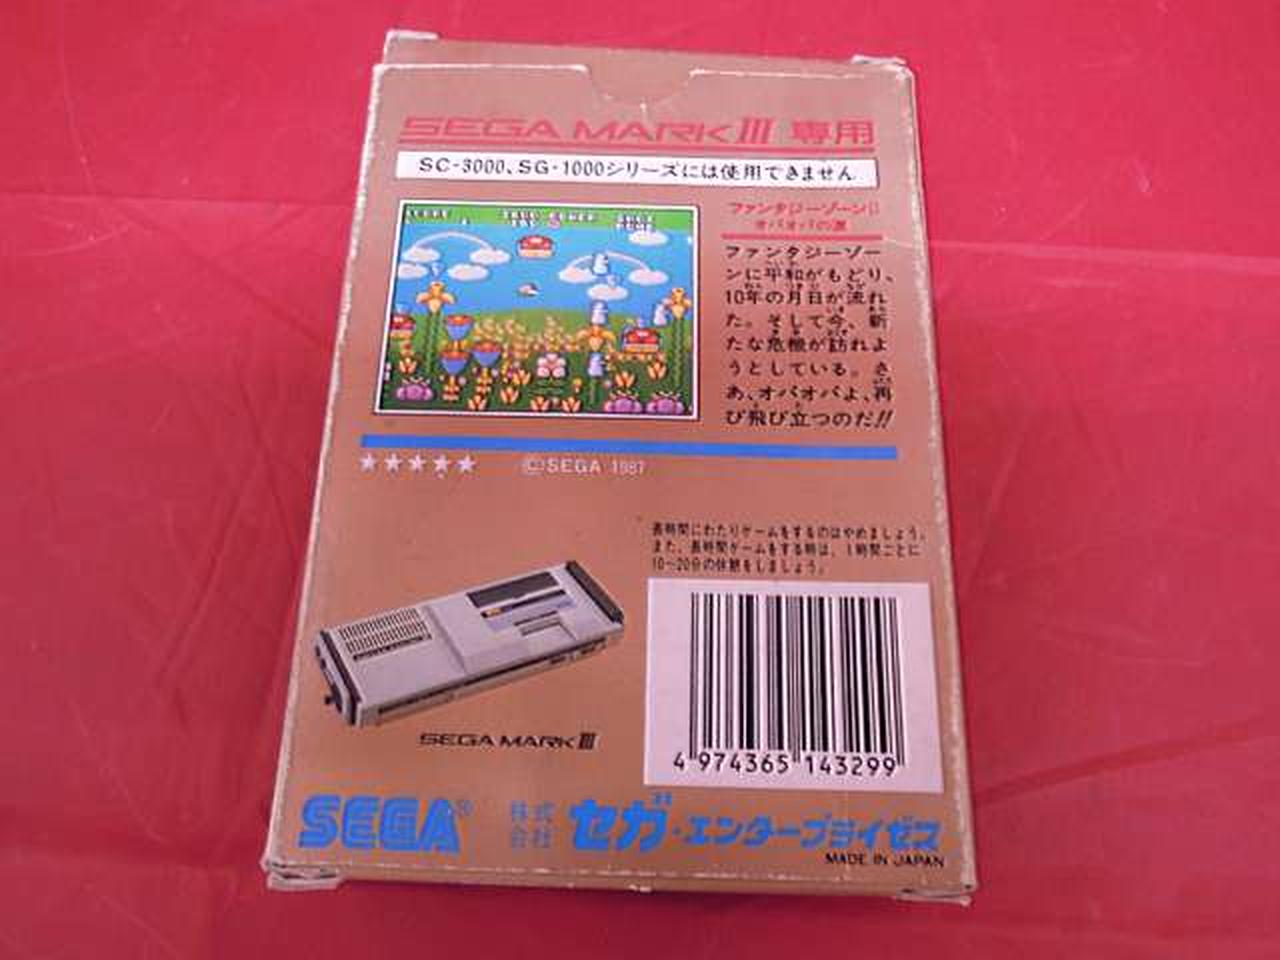 SEGA MARK III 専用
SC-3000、SG-1000シリーズには使用できません
ファンタジーゾーンII
オパオパの涙
ファンタジーゾー
ンに平和がもどり、
10年の月日が流れ
た。そして今、新
たな危機が訪れよ
うとしている。さ
あ、オパオパよ、再
び飛び立つのだ!!
★★★★★ ©SEGA 1987
長時間にわたりゲームをするのはやめましょう。
また、長時間ゲームをする時は、1時間ごとに
10~20分の休憩をしましょう。
SEGA MARK III
4 974365 143299
SEGA® 株式会社 セガ・エンタープライゼス
MADE IN JAPAN